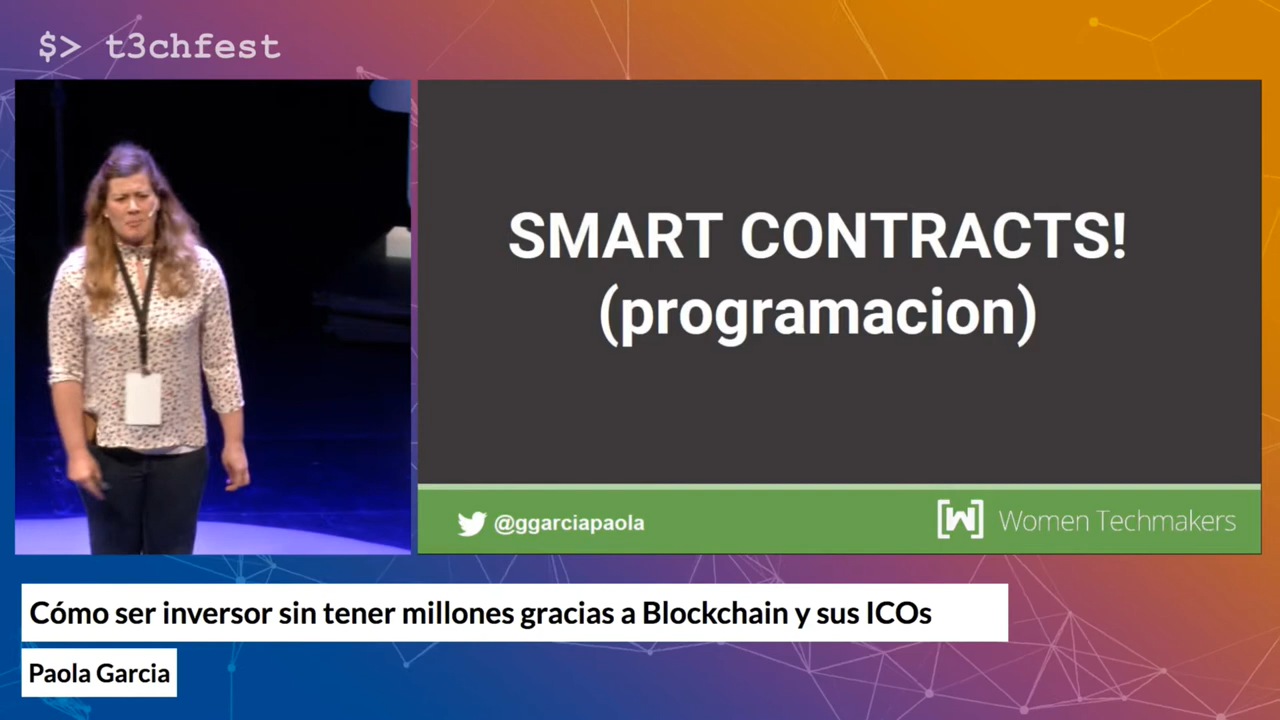 $> t3chfest
SMART CONTRACTS!
(programacion)
@ggarciapaola
[W] Women Techmakers
Cómo ser inversor sin tener millones gracias a Blockchain y sus ICOs
Paola Garcia